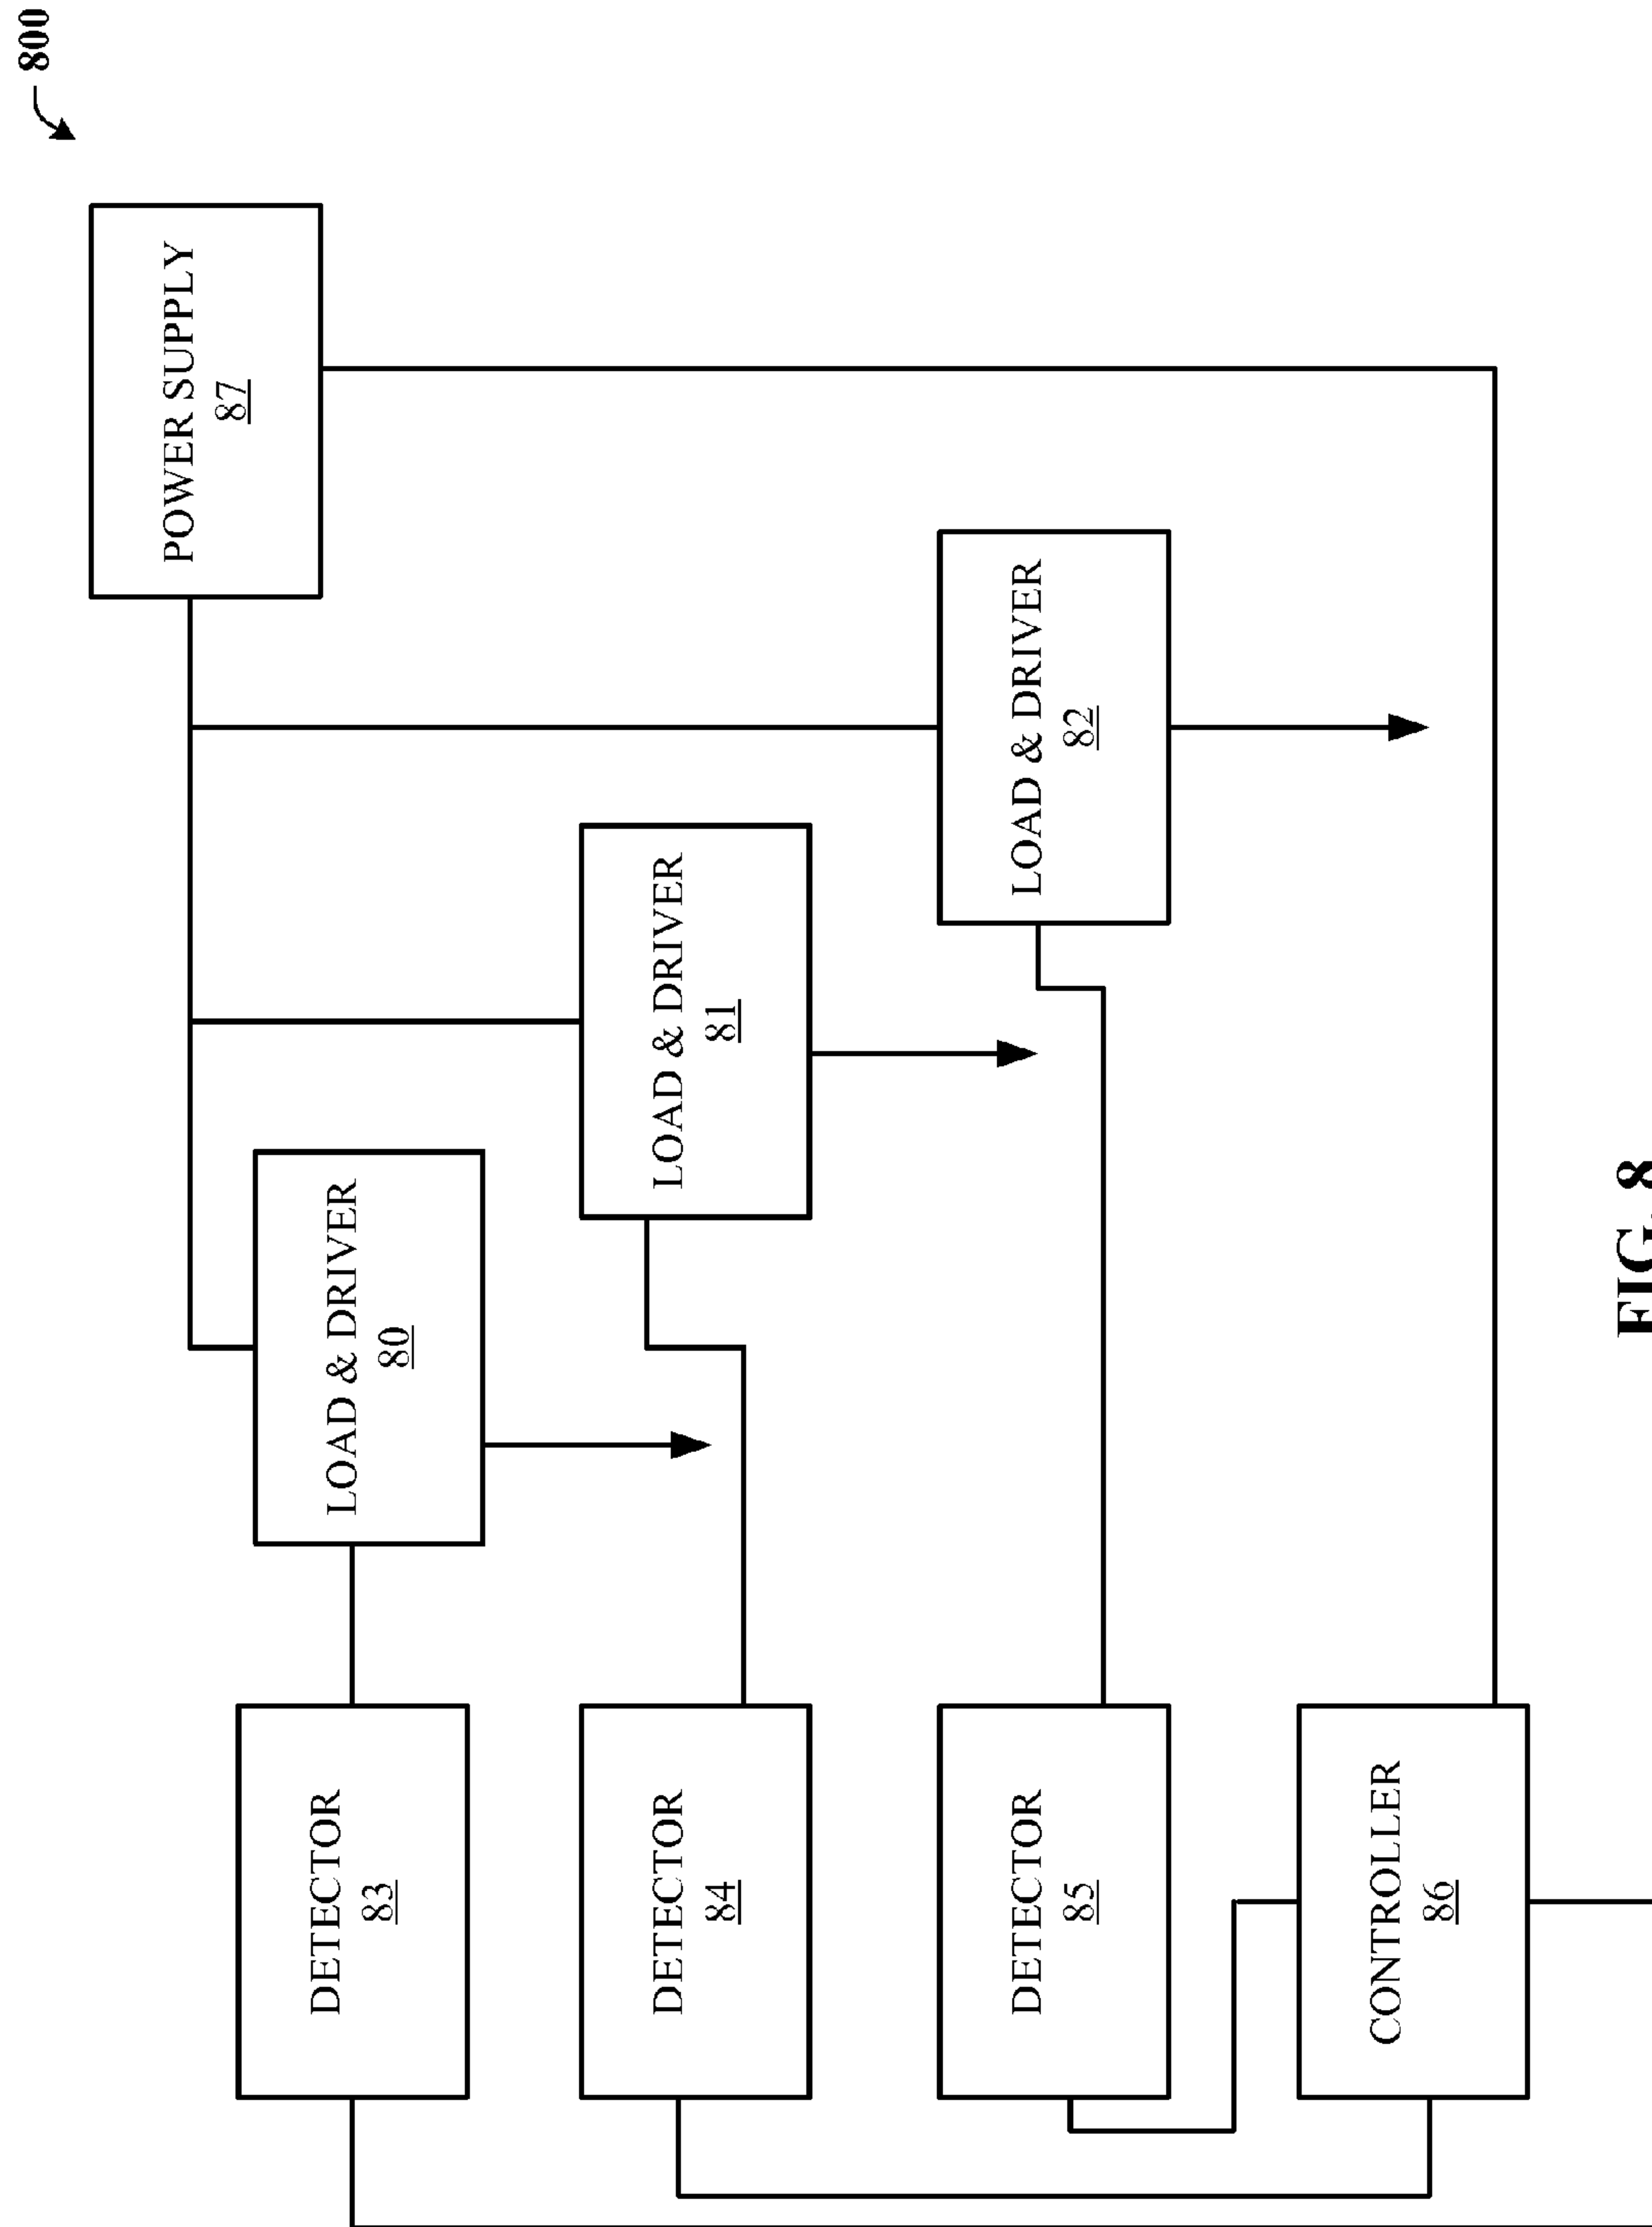 800
POWER SUPPLY
87
LOAD & DRIVER
80
LOAD & DRIVER
81
LOAD & DRIVER
82
DETECTOR
83
DETECTOR
84
DETECTOR
85
CONTROLLER
86
FIG. 8